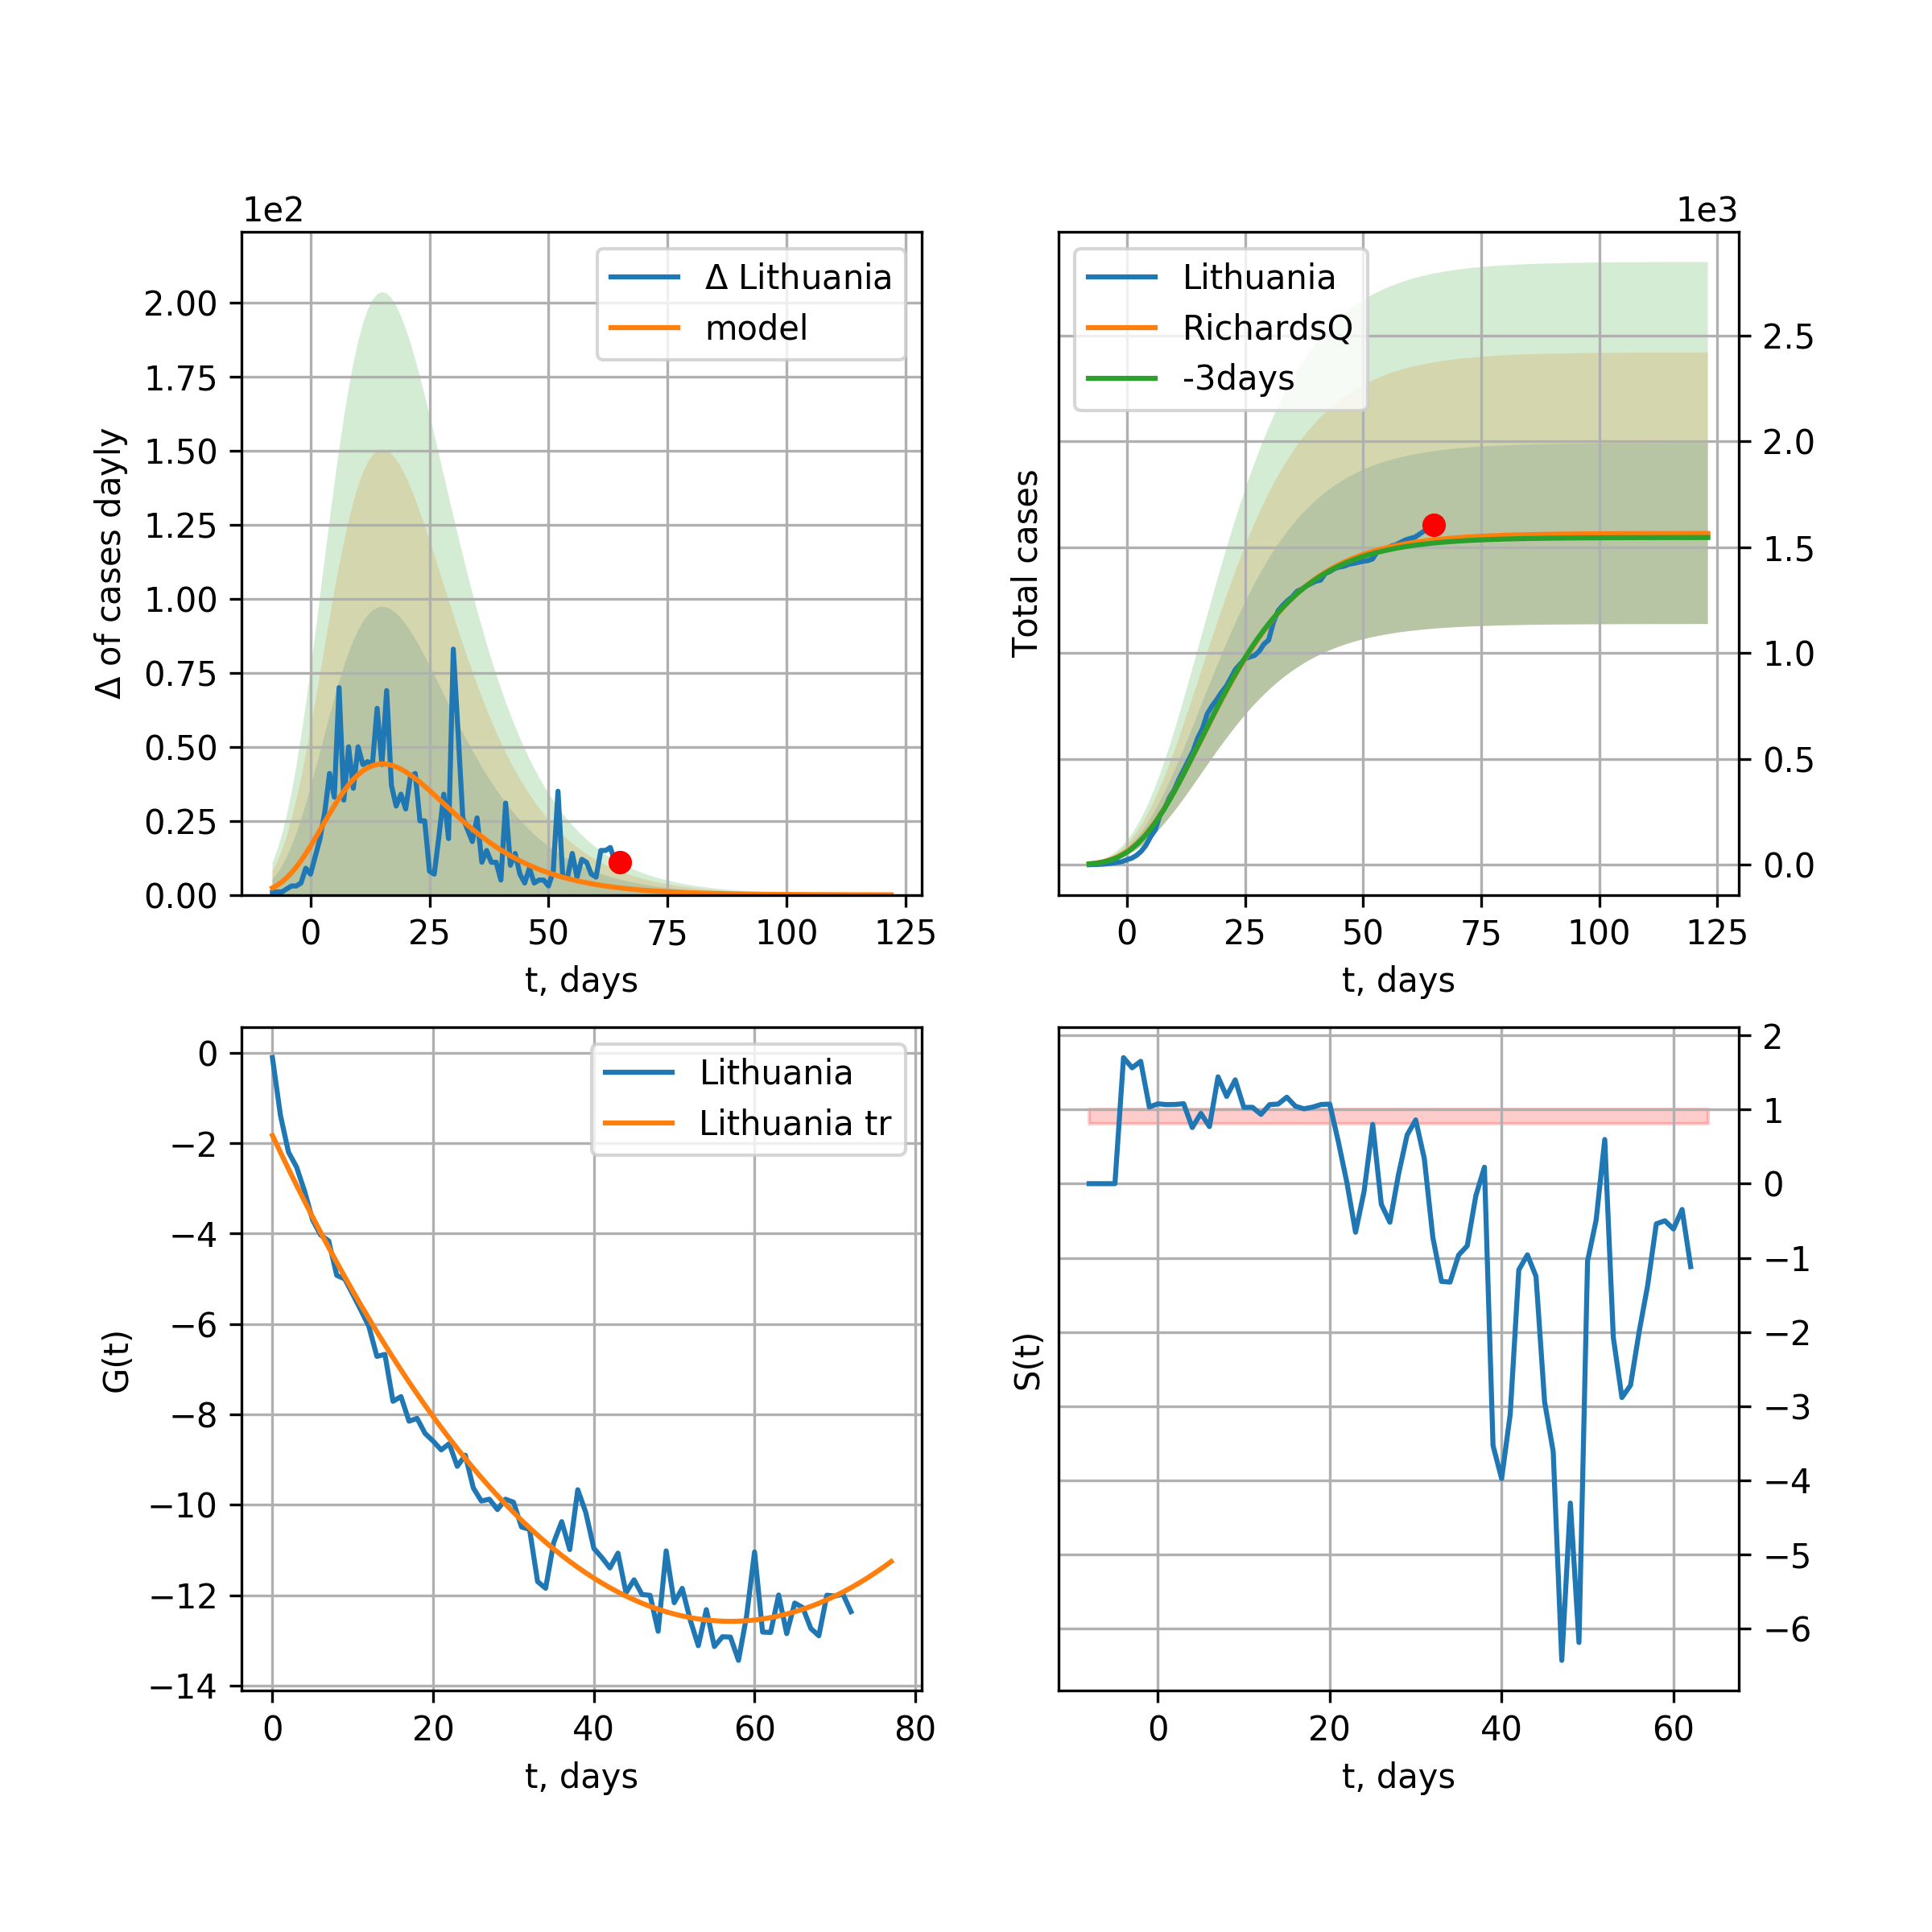 1e2
Δ Lithuania
model
2.00
1.75
1.50
1.25
1.00
0.75
0.50
0.25
0.00
Δ of cases dayly
0 25 50 75 100 125
t, days
1e3
Lithuania
RichardsQ
-3days
2.5
2.0
1.5
1.0
0.5
0.0
Total cases
0 25 50 75 100 125
t, days
Lithuania
Lithuania tr
0
−2
−4
−6
−8
−10
−12
−14
G(t)
0 20 40 60 80
t, days
2
1
0
−1
−2
−3
−4
−5
−6
S(t)
0 20 40 60
t, days